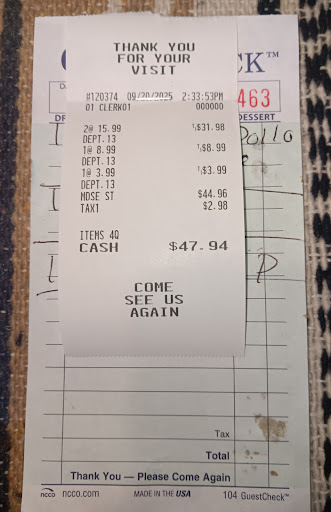 THANK YOU
FOR YOUR
VISIT
CK™
#120374 09/20/2025 2:33:53PM
01 CLERK01 000000
463
DESSERT
2@ 15.99 ¹$31.98
DEPT.13
1@ 8.99 ¹$8.99
DEPT.13
1@ 3.99 ¹$3.99
DEPT.13
MDSE ST $44.96
TAX1 $2.98
ITEMS 4Q
CASH $47.94
Pollo
P
COME
SEE US
AGAIN
Tax
Total
Thank You — Please Come Again
ncco ncco.com MADE IN THE USA 104 GuestCheck™